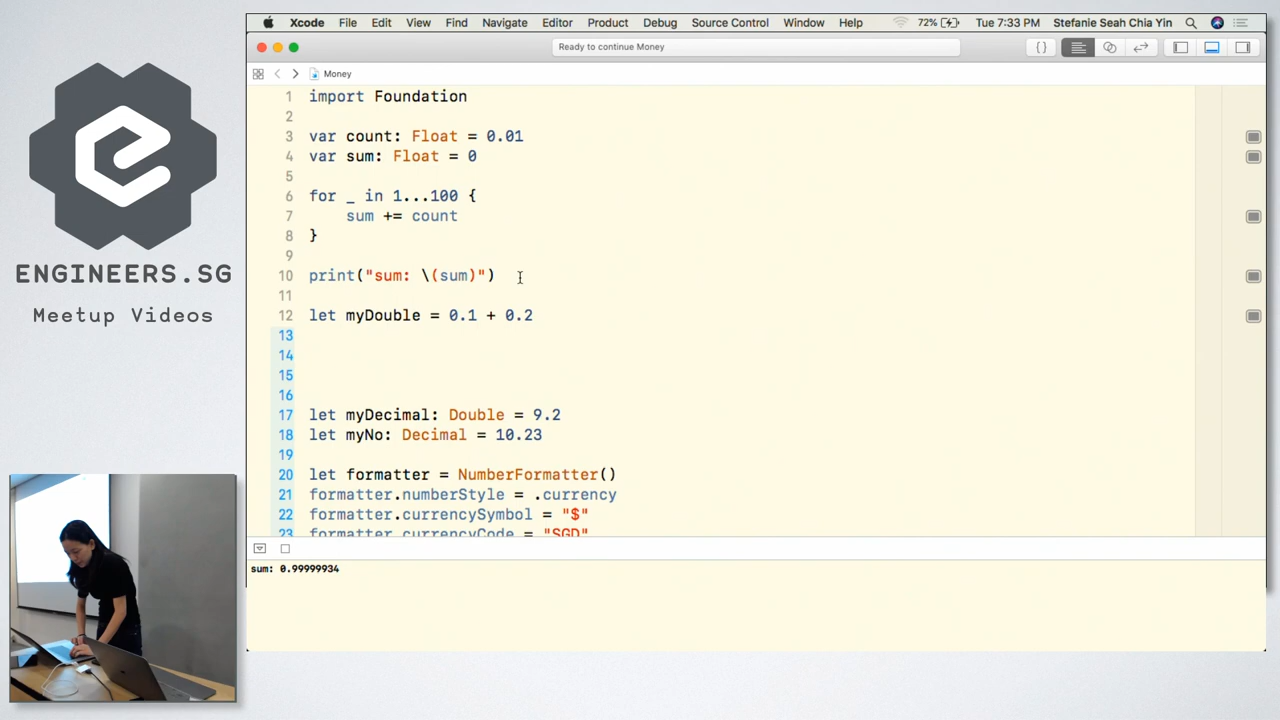 Xcode File Edit View Find Navigate Editor Product Debug Source Control Window Help 72% Tue 7:33 PM Stefanie Seah Chia Yin
Ready to continue Money
{}
Money
1 import Foundation
2
3 var count: Float = 0.01
4 var sum: Float = 0
5
6 for _ in 1...100 {
7 sum += count
8 }
9
10 print("sum: \(sum)")
11
12 let myDouble = 0.1 + 0.2
13
14
15
16
17 let myDecimal: Double = 9.2
18 let myNo: Decimal = 10.23
19
20 let formatter = NumberFormatter()
21 formatter.numberStyle = .currency
22 formatter.currencySymbol = "$"
23 formatter.currencyCode = "SGD"
sum: 0.99999934
ENGINEERS.SG
Meetup Videos